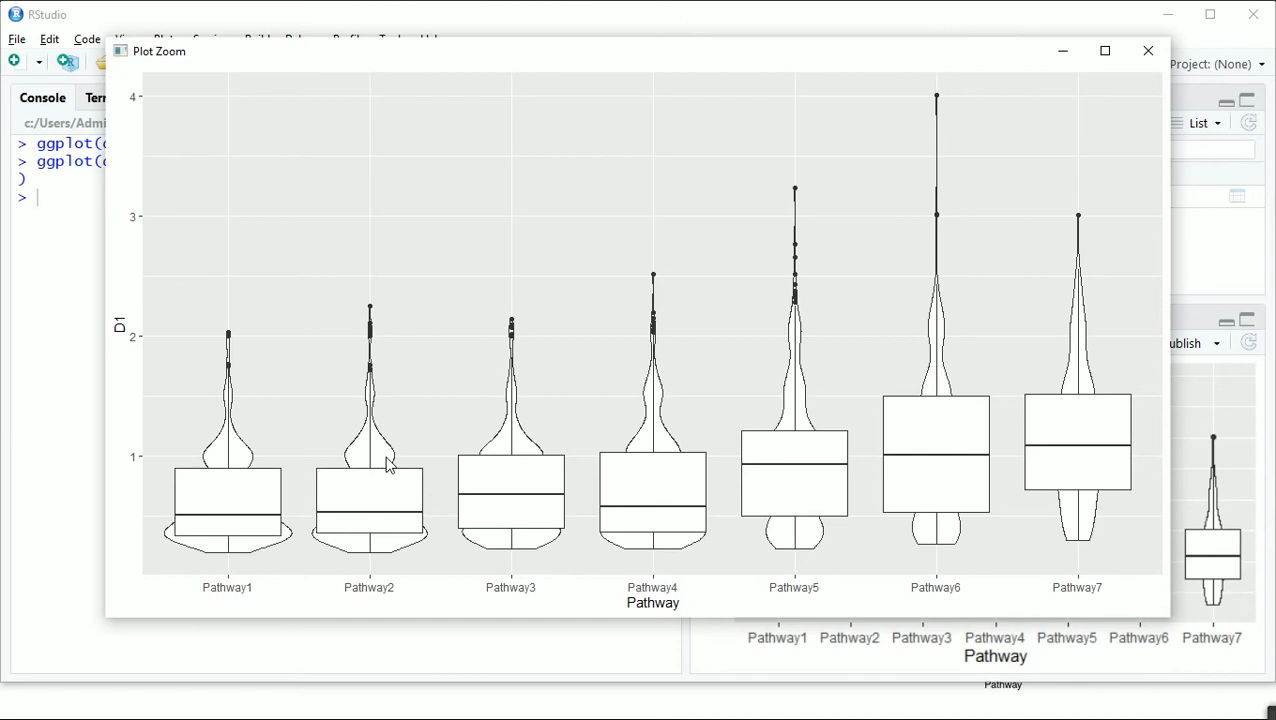 RStudio
File Edit Code
Plot Zoom
Project: (None)
Console
c:/Users/Admi
List
> ggplot(
> ggplot(
)
>
4
3
2
1
D1
Pathway1 Pathway2 Pathway3 Pathway4 Pathway5 Pathway6 Pathway7
Pathway
ublish
Pathway1 Pathway2 Pathway3 Pathway4 Pathway5 Pathway6 Pathway7
Pathway
Pathway